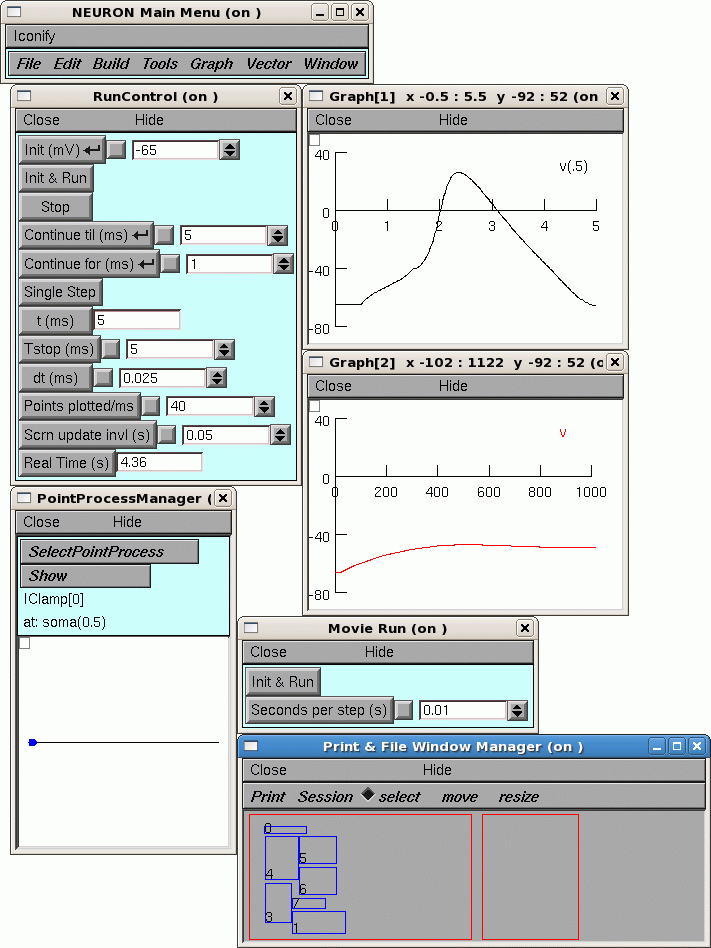 NEURON Main Menu (on )
Iconify
File Edit Build Tools Graph Vector Window
RunControl (on )
Close Hide
Init (mV) -65
Init & Run
Stop
Continue til (ms) 5
Continue for (ms) 1
Single Step
t (ms) 5
Tstop (ms) 5
dt (ms) 0.025
Points plotted/ms 40
Scrn update invl (s) 0.05
Real Time (s) 4.36
Graph[1] x -0.5 : 5.5 y -92 : 52 (on
Close Hide
40
v(.5)
0
0 1 2 3 4 5
-40
-80
Graph[2] x -102 : 1122 y -92 : 52 (o
Close Hide
40
v
0
0 200 400 600 800 1000
-40
-80
PointProcessManager (
Close Hide
SelectPointProcess
Show
IClamp[0]
at: soma(0.5)
Movie Run (on )
Close Hide
Init & Run
Seconds per step (s) 0.01
Print & File Window Manager (on )
Close Hide
Print Session select move resize
0
5
4
6
7
3
1